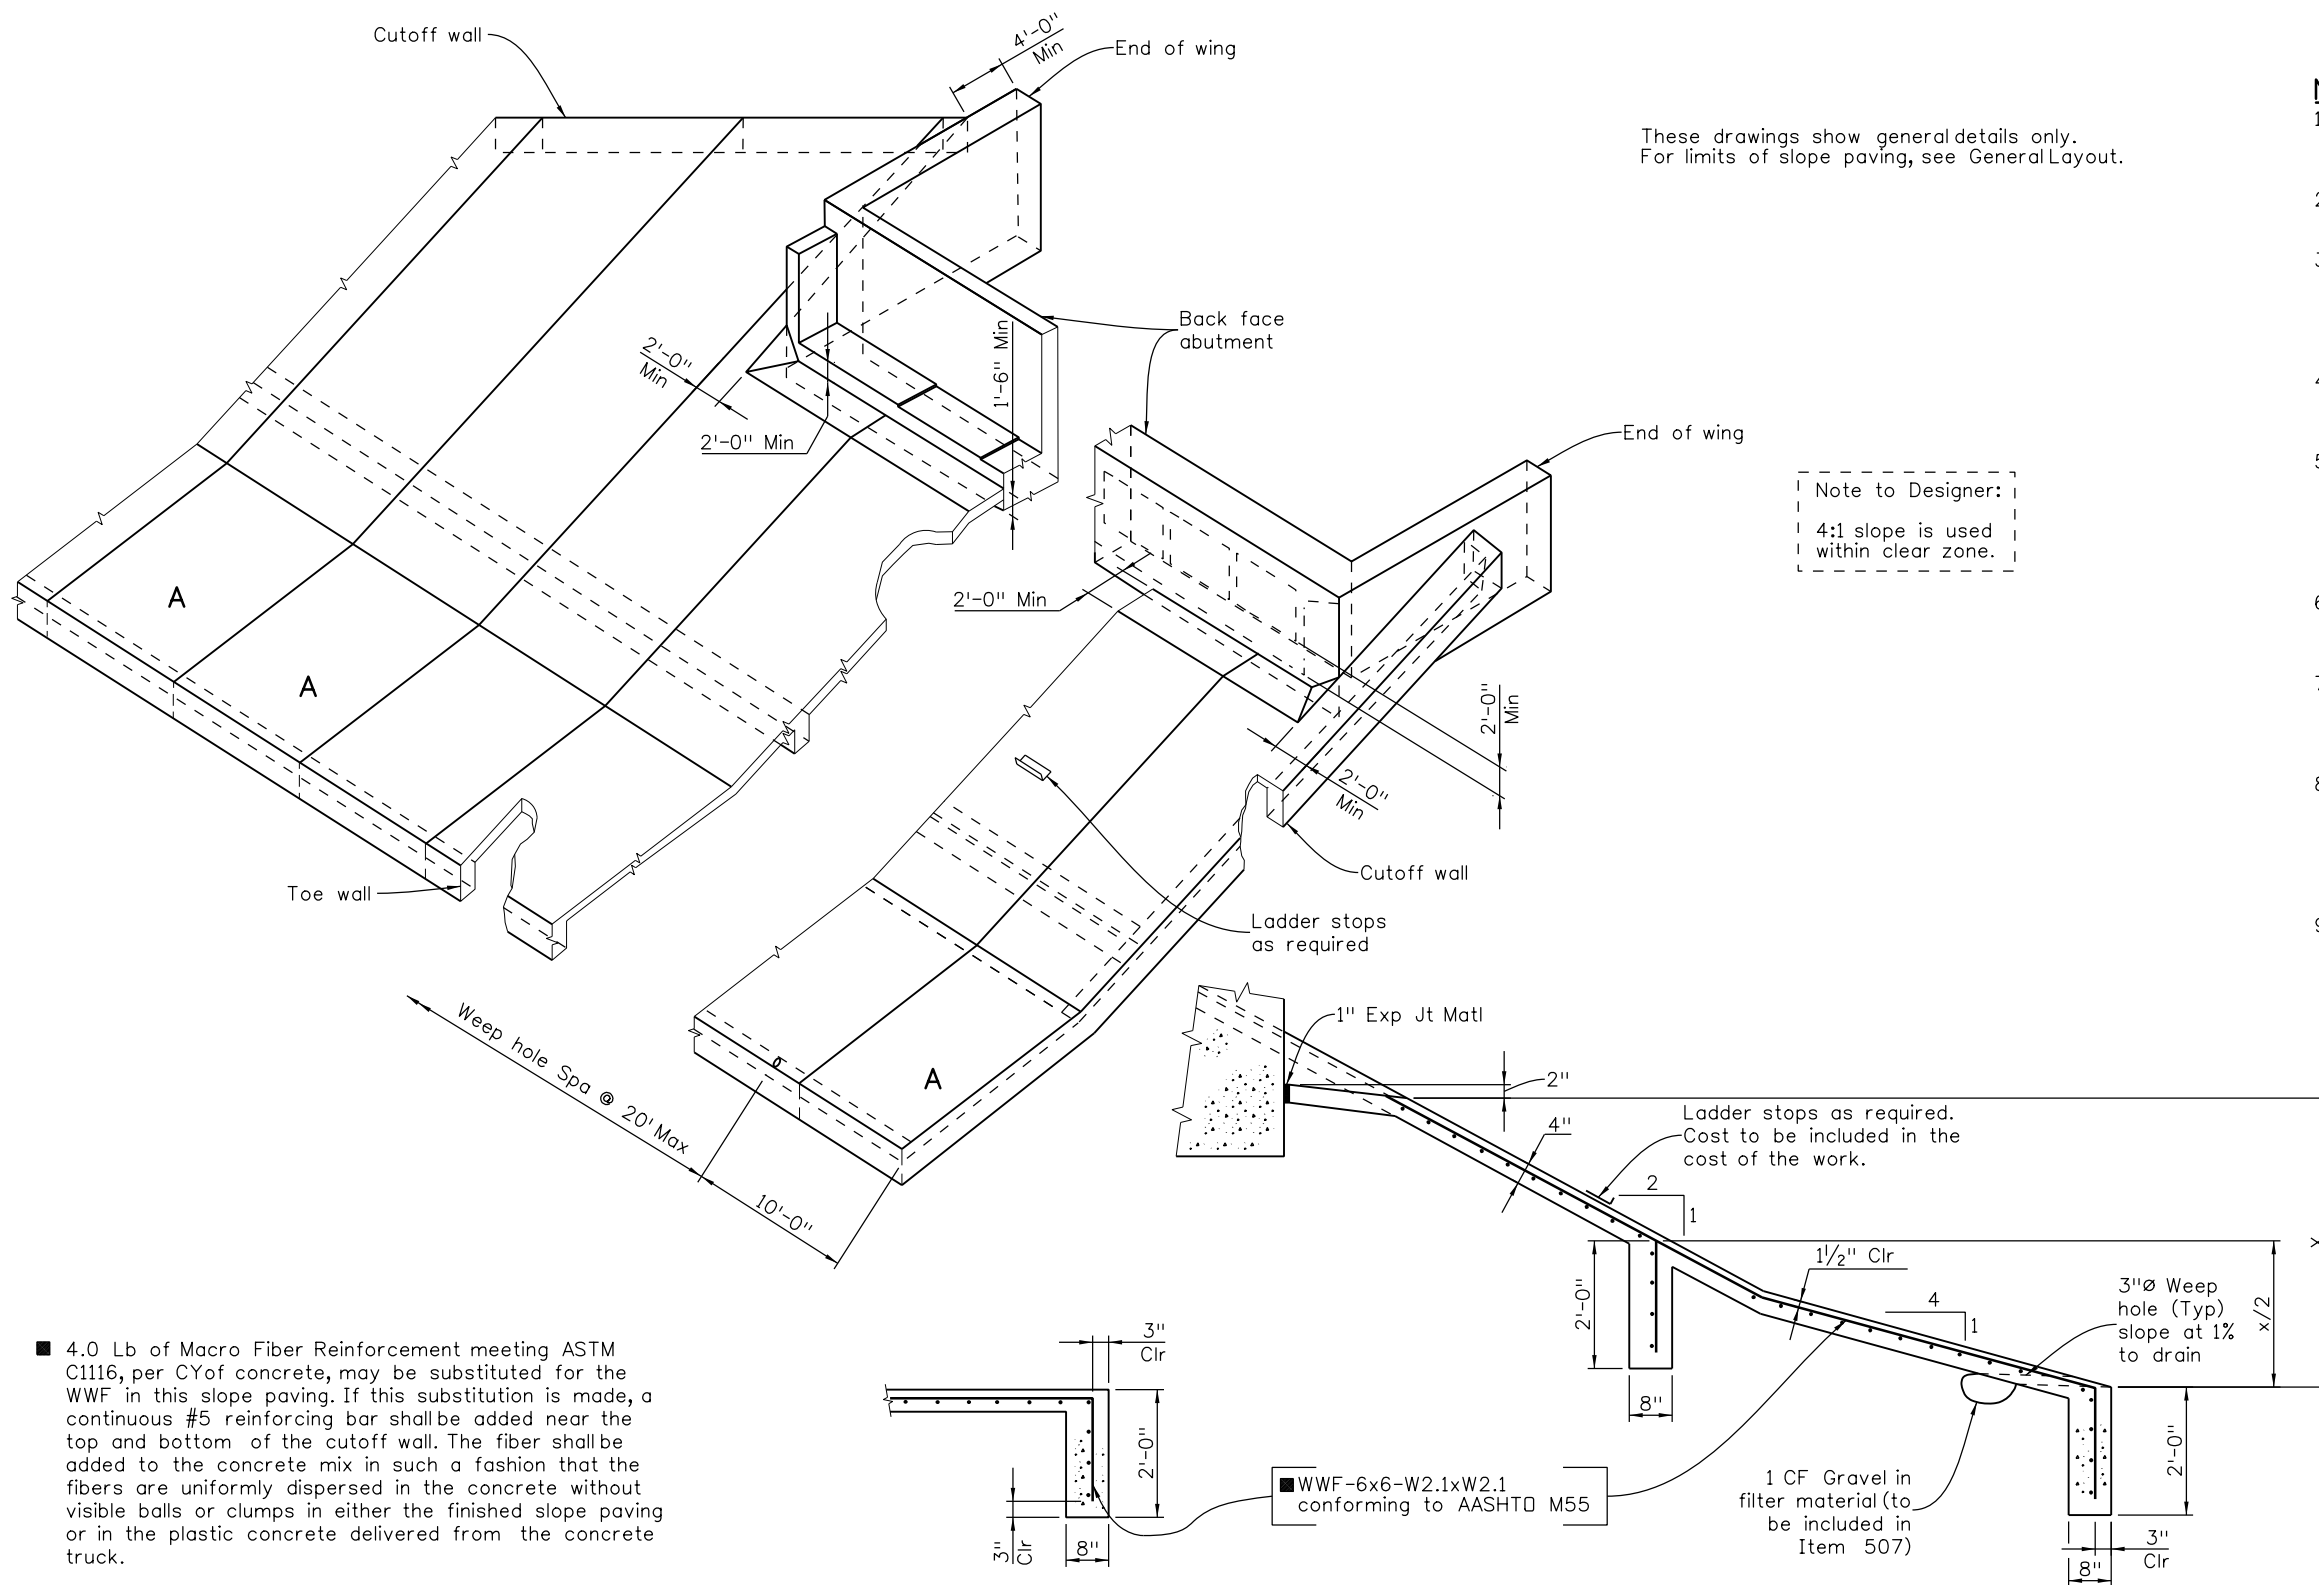 Cutoff wall
4'-0"
Min
End of wing
These drawings show general details only.
For limits of slope paving, see General Layout.
2'-0"
Min
1'-6" Min
Back face
abutment
2'-0" Min
End of wing
Note to Designer:
4:1 slope is used
within clear zone.
A
2'-0" Min
A
2'-0"
Min
2'-0"
Min
Toe wall
Cutoff wall
Ladder stops
as required
Weep hole Spa @ 20' Max
10'-0"
A
1" Exp Jt Matl
2"
Ladder stops as required.
Cost to be included in the
cost of the work.
4"
2
1
1½" Clr
2'-0"
8"
4
1
3"Ø Weep
hole (Typ)
slope at 1%
to drain
x/2
x
■ 4.0 Lb of Macro Fiber Reinforcement meeting ASTM
C1116, per CY of concrete, may be substituted for the
WWF in this slope paving. If this substitution is made, a
continuous #5 reinforcing bar shall be added near the
top and bottom of the cutoff wall. The fiber shall be
added to the concrete mix in such a fashion that the
fibers are uniformly dispersed in the concrete without
visible balls or clumps in either the finished slope paving
or in the plastic concrete delivered from the concrete
truck.
3"
Clr
2'-0"
3"
Clr
8"
■ WWF-6x6-W2.1xW2.1
conforming to AASHTO M55
1 CF Gravel in
filter material (to
be included in
Item 507)
2'-0"
3"
Clr
8"